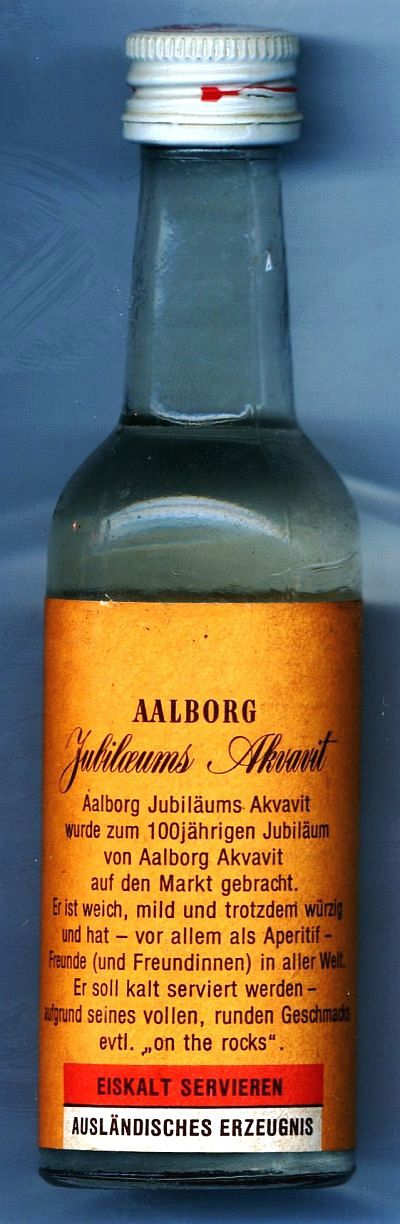 AALBORG
Jubilæums Akvavit
Aalborg Jubiläums Akvavit
wurde zum 100jährigen Jubiläum
von Aalborg Akvavit
auf den Markt gebracht.
Er ist weich, mild und trotzdem würzig
und hat – vor allem als Aperitif –
Freunde (und Freundinnen) in aller Welt.
Er soll kalt serviert werden –
aufgrund seines vollen, runden Geschmacks
evtl. „on the rocks“.
EISKALT SERVIEREN
AUSLÄNDISCHES ERZEUGNIS